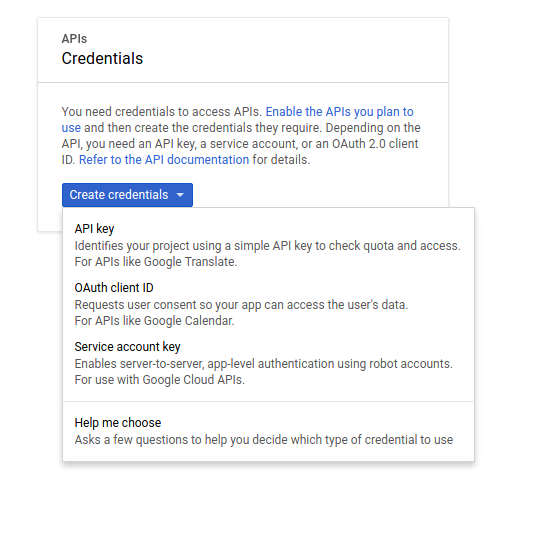 APIs
Credentials
You need credentials to access APIs. Enable the APIs you plan to
use and then create the credentials they require. Depending on the
API, you need an API key, a service account, or an OAuth 2.0 client
ID. Refer to the API documentation for details.
Create credentials
API key
Identifies your project using a simple API key to check quota and access.
For APIs like Google Translate.
OAuth client ID
Requests user consent so your app can access the user's data.
For APIs like Google Calendar.
Service account key
Enables server-to-server, app-level authentication using robot accounts.
For use with Google Cloud APIs.
Help me choose
Asks a few questions to help you decide which type of credential to use